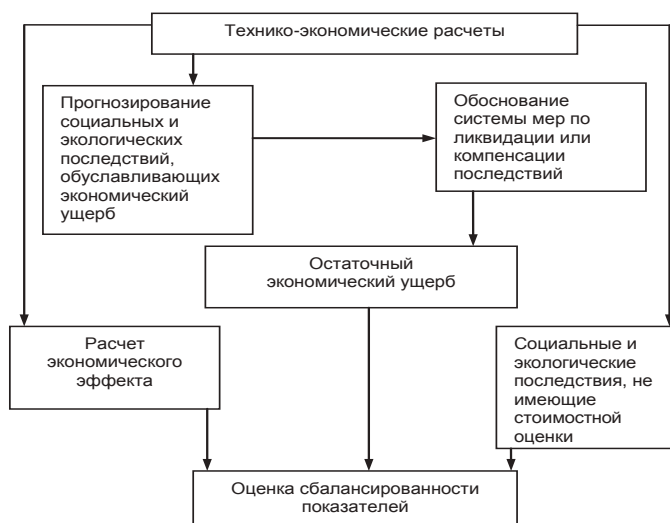 Технико-экономические расчеты
Прогнозирование
социальных и
экологических
последствий,
обуславливающих
экономический
ущерб
Обоснование
системы мер по
ликвидации или
компенсации
последствий
Остаточный
экономический ущерб
Расчет
экономического
эффекта
Социальные и
экологические
последствия, не
имеющие
стоимостной
оценки
Оценка сбалансированности
показателей